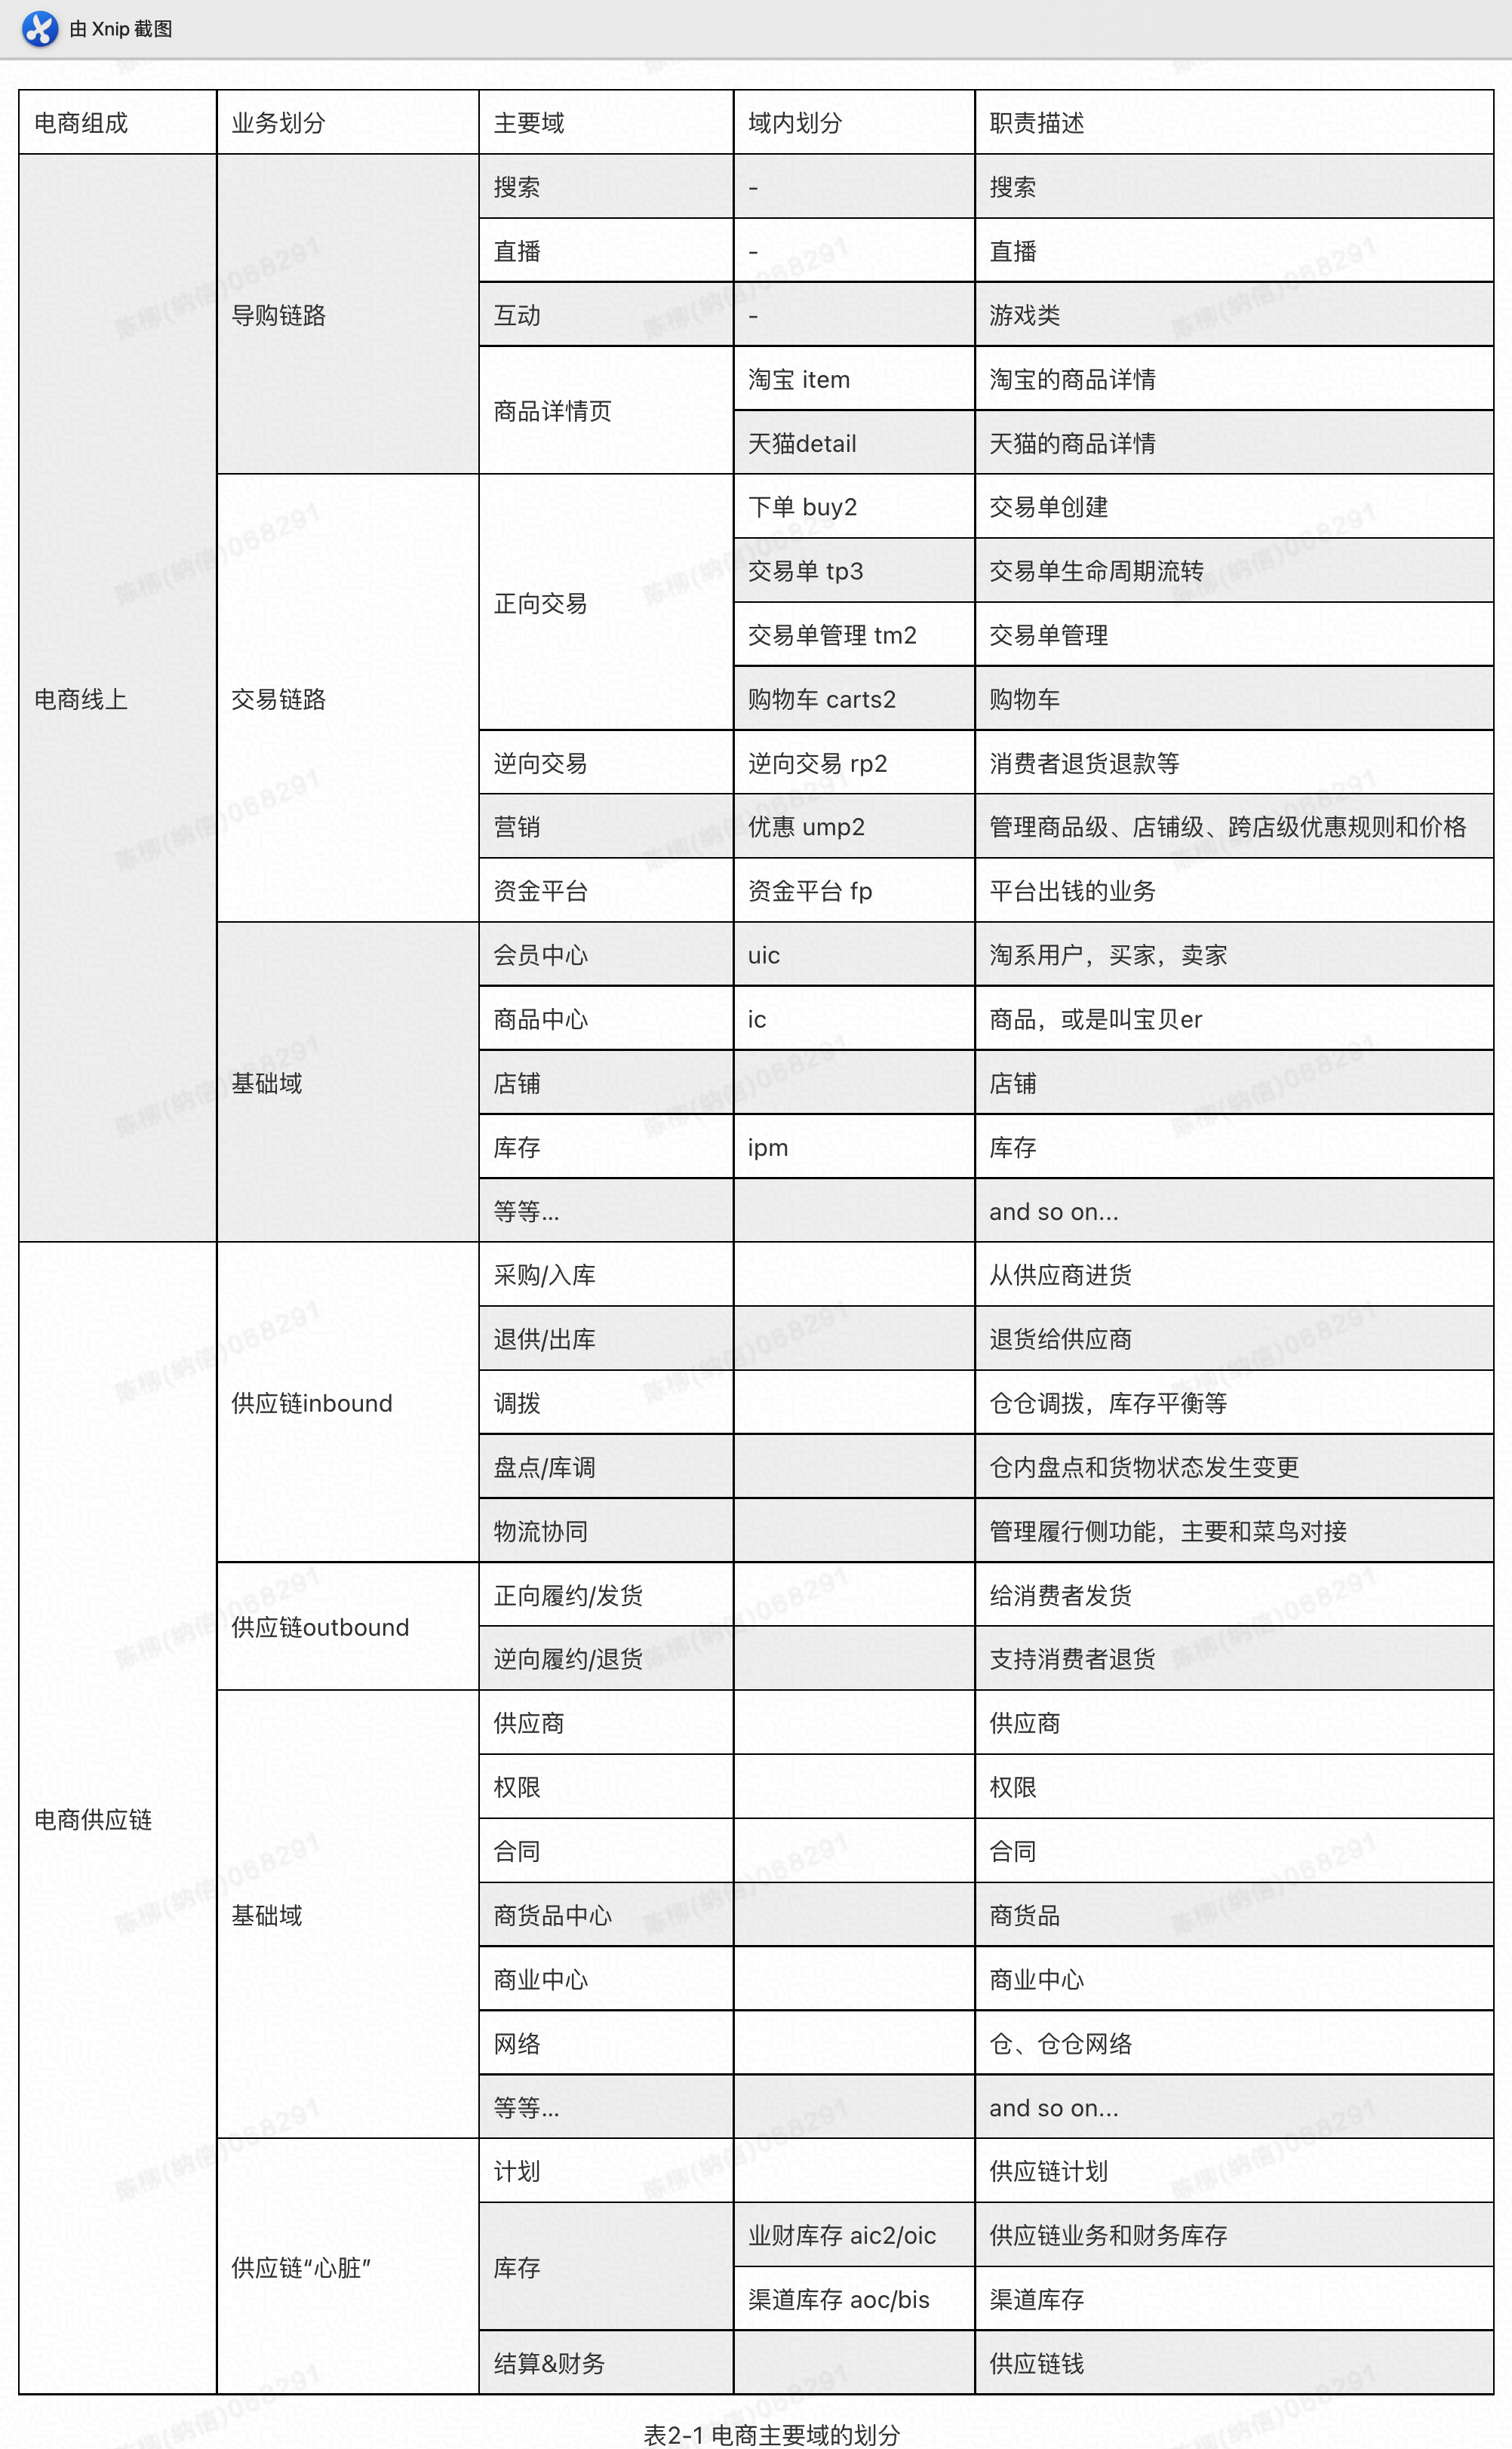 由 Xnip 截图
电商组成 业务划分 主要域 域内划分 职责描述
电商线上 导购链路 搜索 - 搜索
直播 - 直播
互动 - 游戏类
商品详情页 淘宝 item 淘宝的商品详情
天猫detail 天猫的商品详情
交易链路 正向交易 下单 buy2 交易单创建
交易单 tp3 交易单生命周期流转
交易单管理 tm2 交易单管理
购物车 carts2 购物车
逆向交易 逆向交易 rp2 消费者退货退款等
营销 优惠 ump2 管理商品级、店铺级、跨店级优惠规则和价格
资金平台 资金平台 fp 平台出钱的业务
基础域 会员中心 uic 淘系用户，买家，卖家
商品中心 ic 商品，或是叫宝贝er
店铺 店铺
库存 ipm 库存
等等... and so on...
电商供应链 供应链inbound 采购/入库 从供应商进货
退供/出库 退货给供应商
调拨 仓仓调拨，库存平衡等
盘点/库调 仓内盘点和货物状态发生变更
物流协同 管理履行侧功能，主要和菜鸟对接
供应链outbound 正向履约/发货 给消费者发货
逆向履约/退货 支持消费者退货
基础域 供应商 供应商
权限 权限
合同 合同
商货品中心 商货品
商业中心 商业中心
网络 仓、仓仓网络
等等... and so on...
供应链“心脏” 计划 供应链计划
库存 业财库存 aic2/oic 供应链业务和财务库存
渠道库存 aoc/bis 渠道库存
结算&财务 供应链钱
表2-1 电商主要域的划分
陈柳(纳信)068291